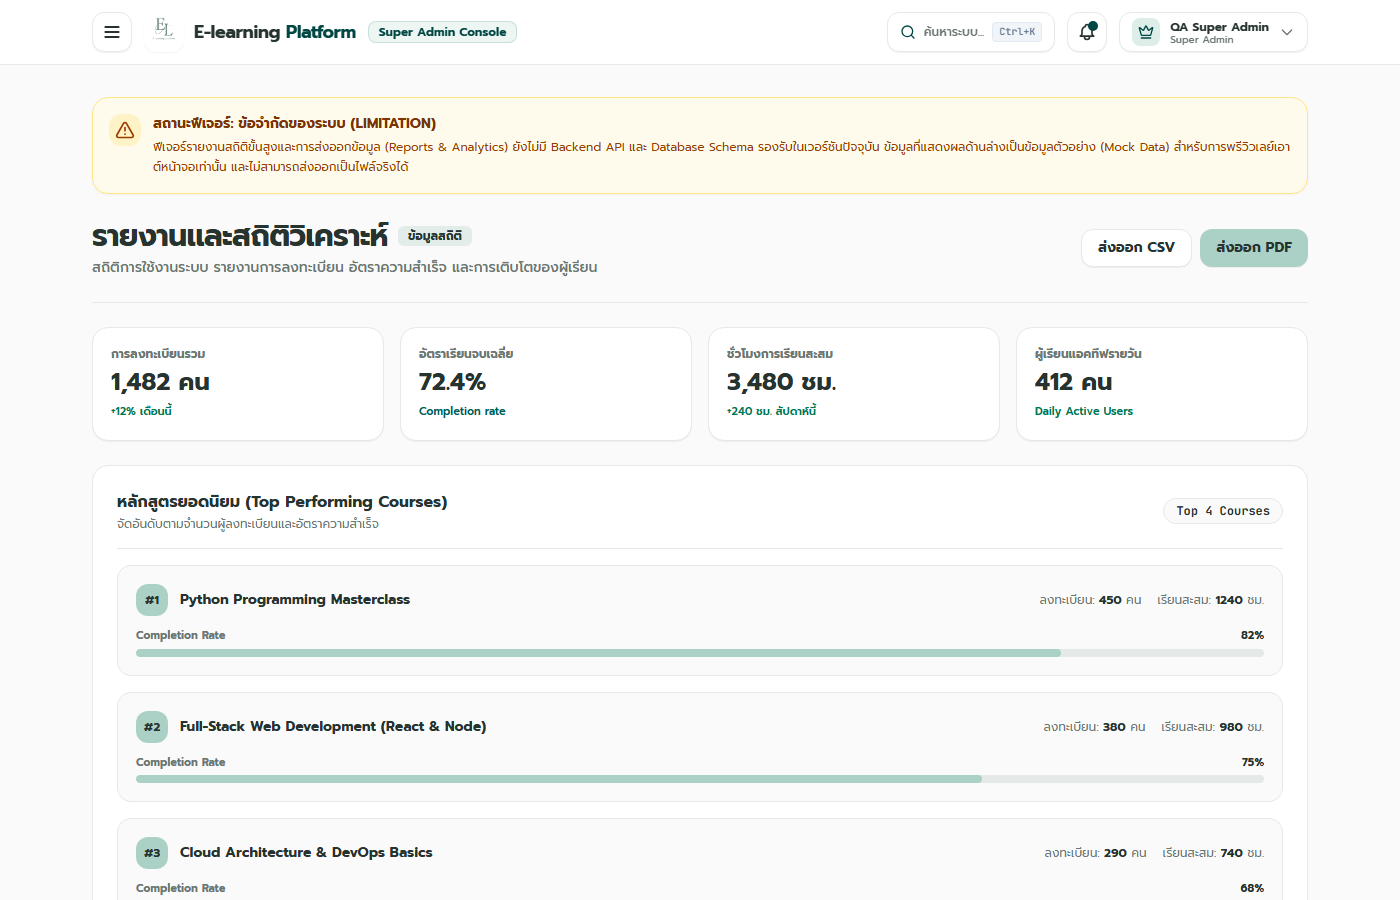 EL
E-learning Platform
Super Admin Console
ค้นหาระบบ...
Ctrl+K
QA Super Admin
Super Admin
สถานะฟีเจอร์: ข้อจำกัดของระบบ (LIMITATION)
ฟีเจอร์รายงานสถิติขั้นสูงและการส่งออกข้อมูล (Reports & Analytics) ยังไม่มี Backend API และ Database Schema รองรับในเวอร์ชันปัจจุบัน ข้อมูลที่แสดงผลด้านล่างเป็นข้อมูลตัวอย่าง (Mock Data) สำหรับการพรีวิวเลย์เอา
ต์หน้าจอเท่านั้น และไม่สามารถส่งออกเป็นไฟล์จริงได้
รายงานและสถิติวิเคราะห์
ข้อมูลสถิติ
สถิติการใช้งานระบบ รายงานการลงทะเบียน อัตราความสำเร็จ และการเติบโตของผู้เรียน
ส่งออก CSV
ส่งออก PDF
การลงทะเบียนรวม
1,482 คน
+12% เดือนนี้
อัตราเรียนจบเฉลี่ย
72.4%
Completion rate
ชั่วโมงการเรียนสะสม
3,480 ชม.
+240 ชม. สัปดาห์นี้
ผู้เรียนแอคทีฟรายวัน
412 คน
Daily Active Users
หลักสูตรยอดนิยม (Top Performing Courses)
จัดอันดับตามจำนวนผู้ลงทะเบียนและอัตราความสำเร็จ
Top 4 Courses
#1 Python Programming Masterclass
ลงทะเบียน: 450 คน เรียนสะสม: 1240 ชม.
Completion Rate 82%
#2 Full-Stack Web Development (React & Node)
ลงทะเบียน: 380 คน เรียนสะสม: 980 ชม.
Completion Rate 75%
#3 Cloud Architecture & DevOps Basics
ลงทะเบียน: 290 คน เรียนสะสม: 740 ชม.
Completion Rate 68%